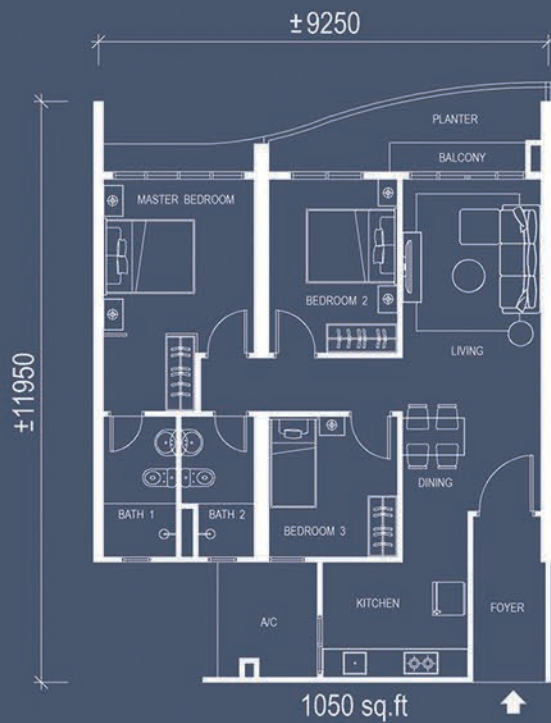 ±9250
PLANTER
BALCONY
MASTER BEDROOM
BEDROOM 2
LIVING
±11950
DINING
BATH 1
BATH 2
BEDROOM 3
KITCHEN
A/C
FOYER
1050 sq.ft